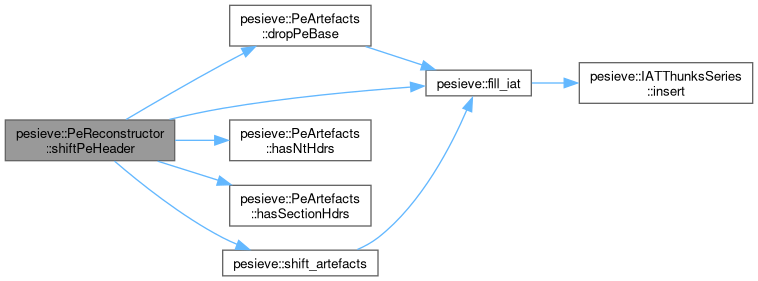 pesieve::PeReconstructor
::shiftPeHeader
pesieve::PeArtefacts
::dropPeBase
pesieve::fill_iat
pesieve::IATThunksSeries
::insert
pesieve::PeArtefacts
::hasNtHdrs
pesieve::PeArtefacts
::hasSectionHdrs
pesieve::shift_artefacts